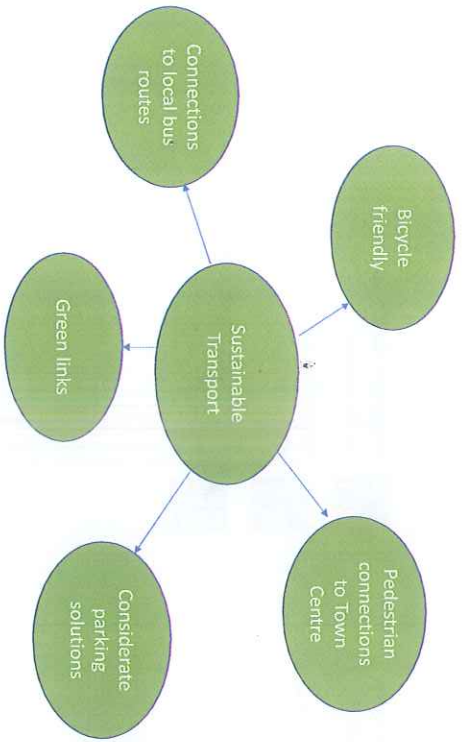 Bicycle
friendly
Pedestrian
connections
to Town
Centre
Sustainable
Transport
Connections
to local bus
routes
Green links
Considerate
parking
solutions